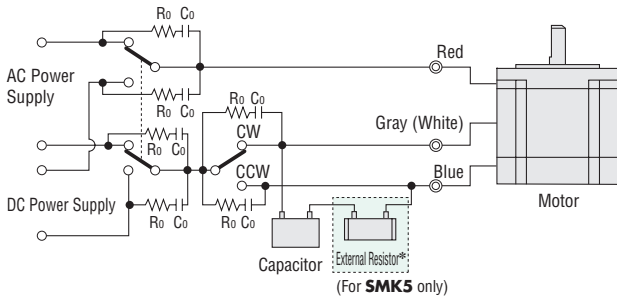 R₀ C₀
Red
AC Power
Supply
R₀ C₀
R₀ C₀
CW
Gray (White)
R₀ C₀
CCW
Blue
DC Power Supply
R₀ C₀
R₀ C₀
Motor
Capacitor
External Resistor*
(For SMK5 only)